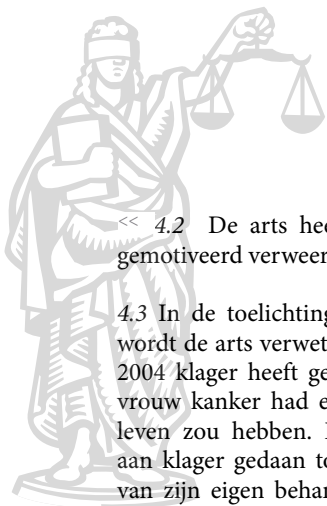 << 4.2 De arts hee
gemotiveerd verweer
4.3 In de toelichting
wordt de arts verwet
2004 klager heeft ge
vrouw kanker had e
leven zou hebben.
aan klager gedaan to
van zijn eigen behan